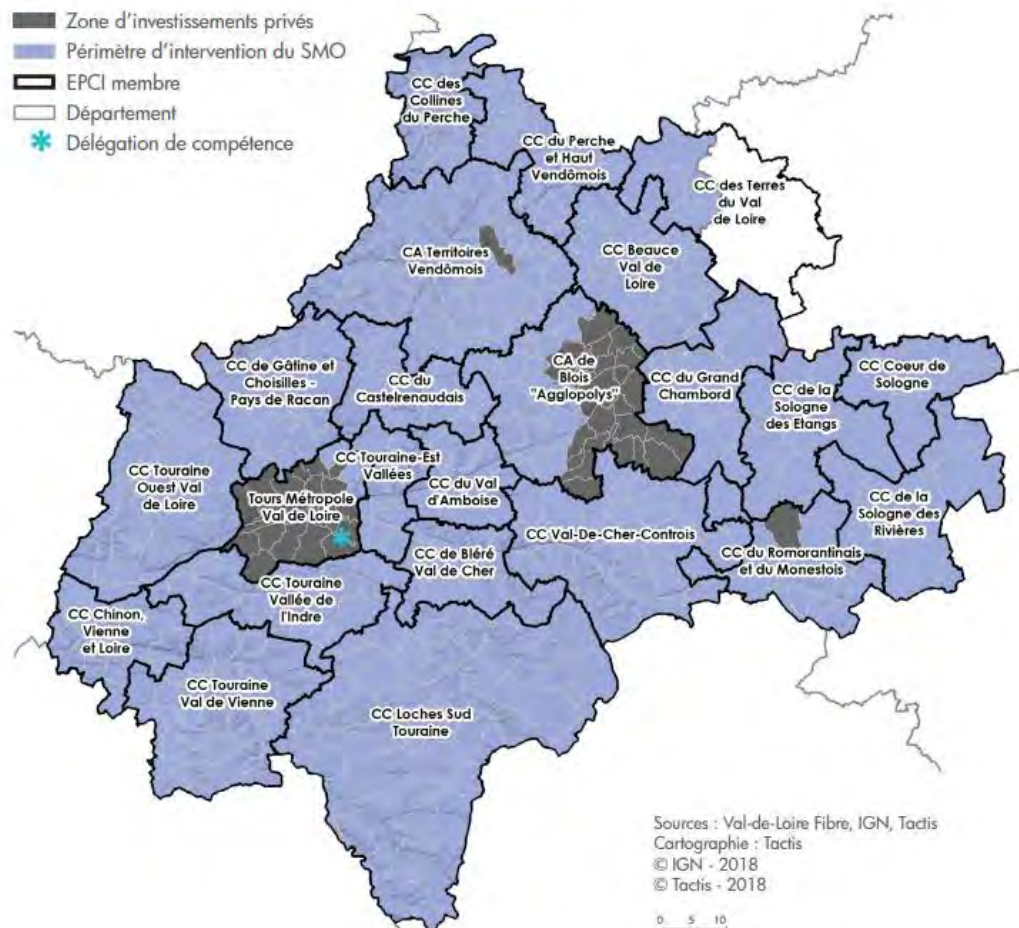 Zone d'investissements privés
Périmètre d'intervention du SMO
EPCI membre
Département
Délégation de compétence
CC des
Collines
du Perche
CC du Perche
et Haut
Vendômois
CC des Terres
du Val
de Loire
CA Territoires
Vendômois
CC Beauce
Val de
Loire
CC de Gâtine et
Choisilles -
Pays de Racan
CC du
Castelrenaudais
CA de
Blois
"Agglopolys"
CC du Grand
Chambord
CC de la
Sologne
des Etangs
CC Coeur de
Sologne
CC Touraine
Ouest Val
de Loire
Tours Métropole
Val de Loire
CC Touraine-Est
Vallées
CC du Val
d'Amboise
CC de Bléré
Val de Cher
CC Val-De-Cher-Controis
CC de la
Sologne des
Rivières
CC du Romorantinais
et du Monestois
CC Touraine
Vallée de
l'Indre
CC Chinon,
Vienne
et Loire
CC Touraine
Val de Vienne
CC Loches Sud
Touraine
Sources : Val-de-Loire Fibre, IGN, Tactis
Cartographie : Tactis
© IGN - 2018
© Tactis - 2018
0 5 10